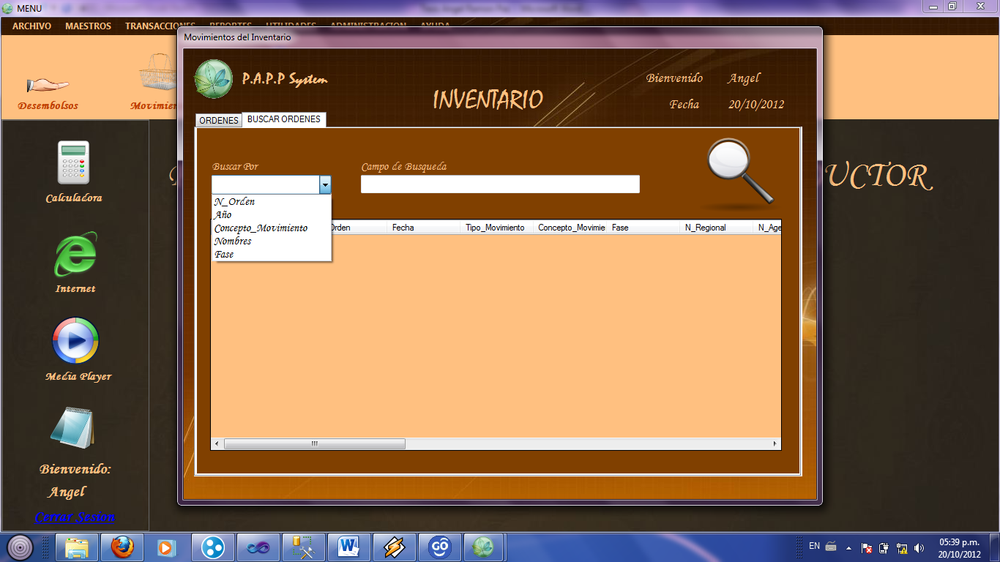 MENU
ARCHIVO MAESTROS TRANSACCIONES REPORTES UTILIDADES ADMINISTRACION AYUDA
Movimientos del Inventario
P.A.P.P System
Bienvenido Angel
INVENTARIO
Fecha 20/10/2012
Desembolsos
ORDENES BUSCAR ORDENES
Buscar Por Campo de Busqueda
UCTOR
Calculadora
N_Orden
Año
Concepto_Movimiento
Nombres
Fase
Orden Fecha Tipo_Movimiento Concepto_Movimie Fase N_Regional N_Age
Internet
Media Player
Bienvenido:
Angel
Cerrar Sesion
EN
05:39 p.m.
20/10/2012